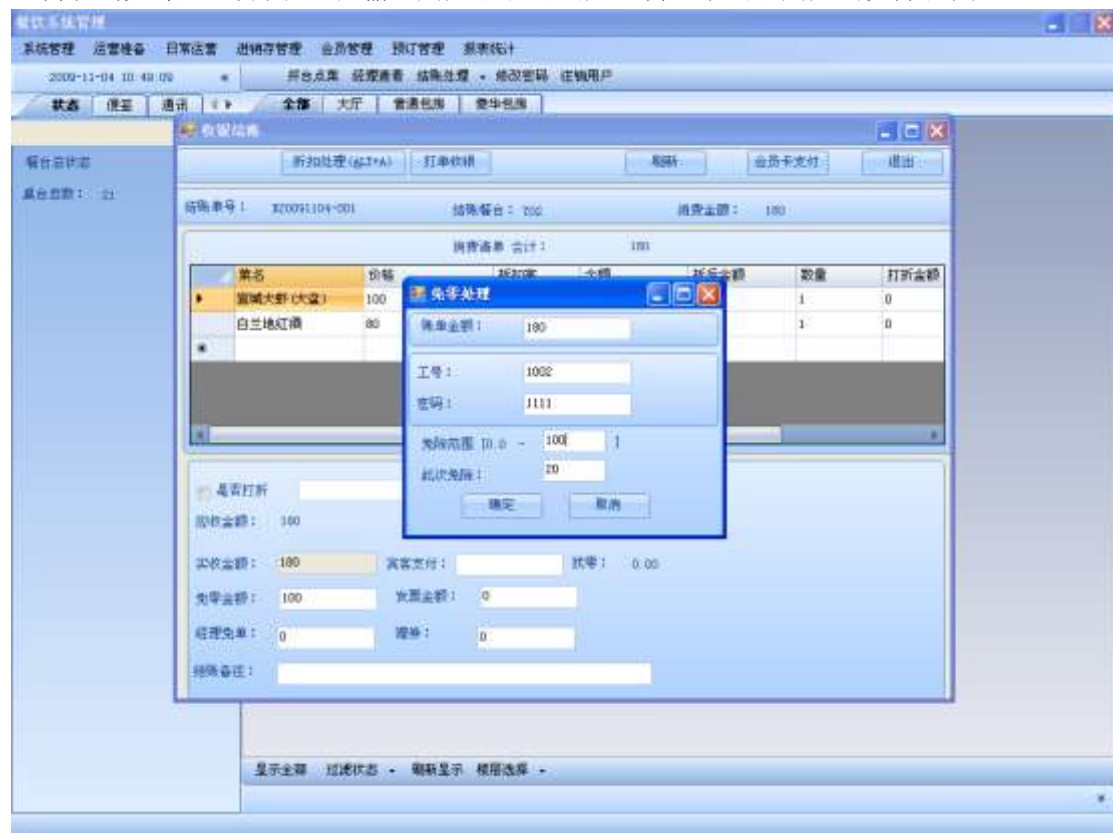 餐饮系统管理
系统管理 运营准备 日常运营 进销存管理 会员管理 预订管理 报表统计
2009-11-04 10:49:09 开台点菜 经理查看 结账处理 修改密码 注销用户
状态 便签 通讯 全部 大厅 普通包房 豪华包房
收银结账
餐台总状态
桌台总数: 21
折扣处理(ALT+A) 打单收银 刷新 会员卡支付 退出
结账单号: 结账餐台: 消费金额: 180
消费清单 合计: 180
菜名 价格 折扣率 金额 折后金额 数量 打折金额
大虾(大盘) 100 1 0
白兰地红酒 80 1 0
免零处理
账单金额: 180
工号: 1002
密码: 1111
免除范围 [0.0 - 100 ]
此次免除: 20
确定 取消
是否打折
应收金额: 180
实收金额: 180 宾客支付: 找零: 0.00
免零金额: 100 发票金额: 0
经理免单: 0 0
结账备注:
显示全部 过滤状态 刷新显示 楼层选择